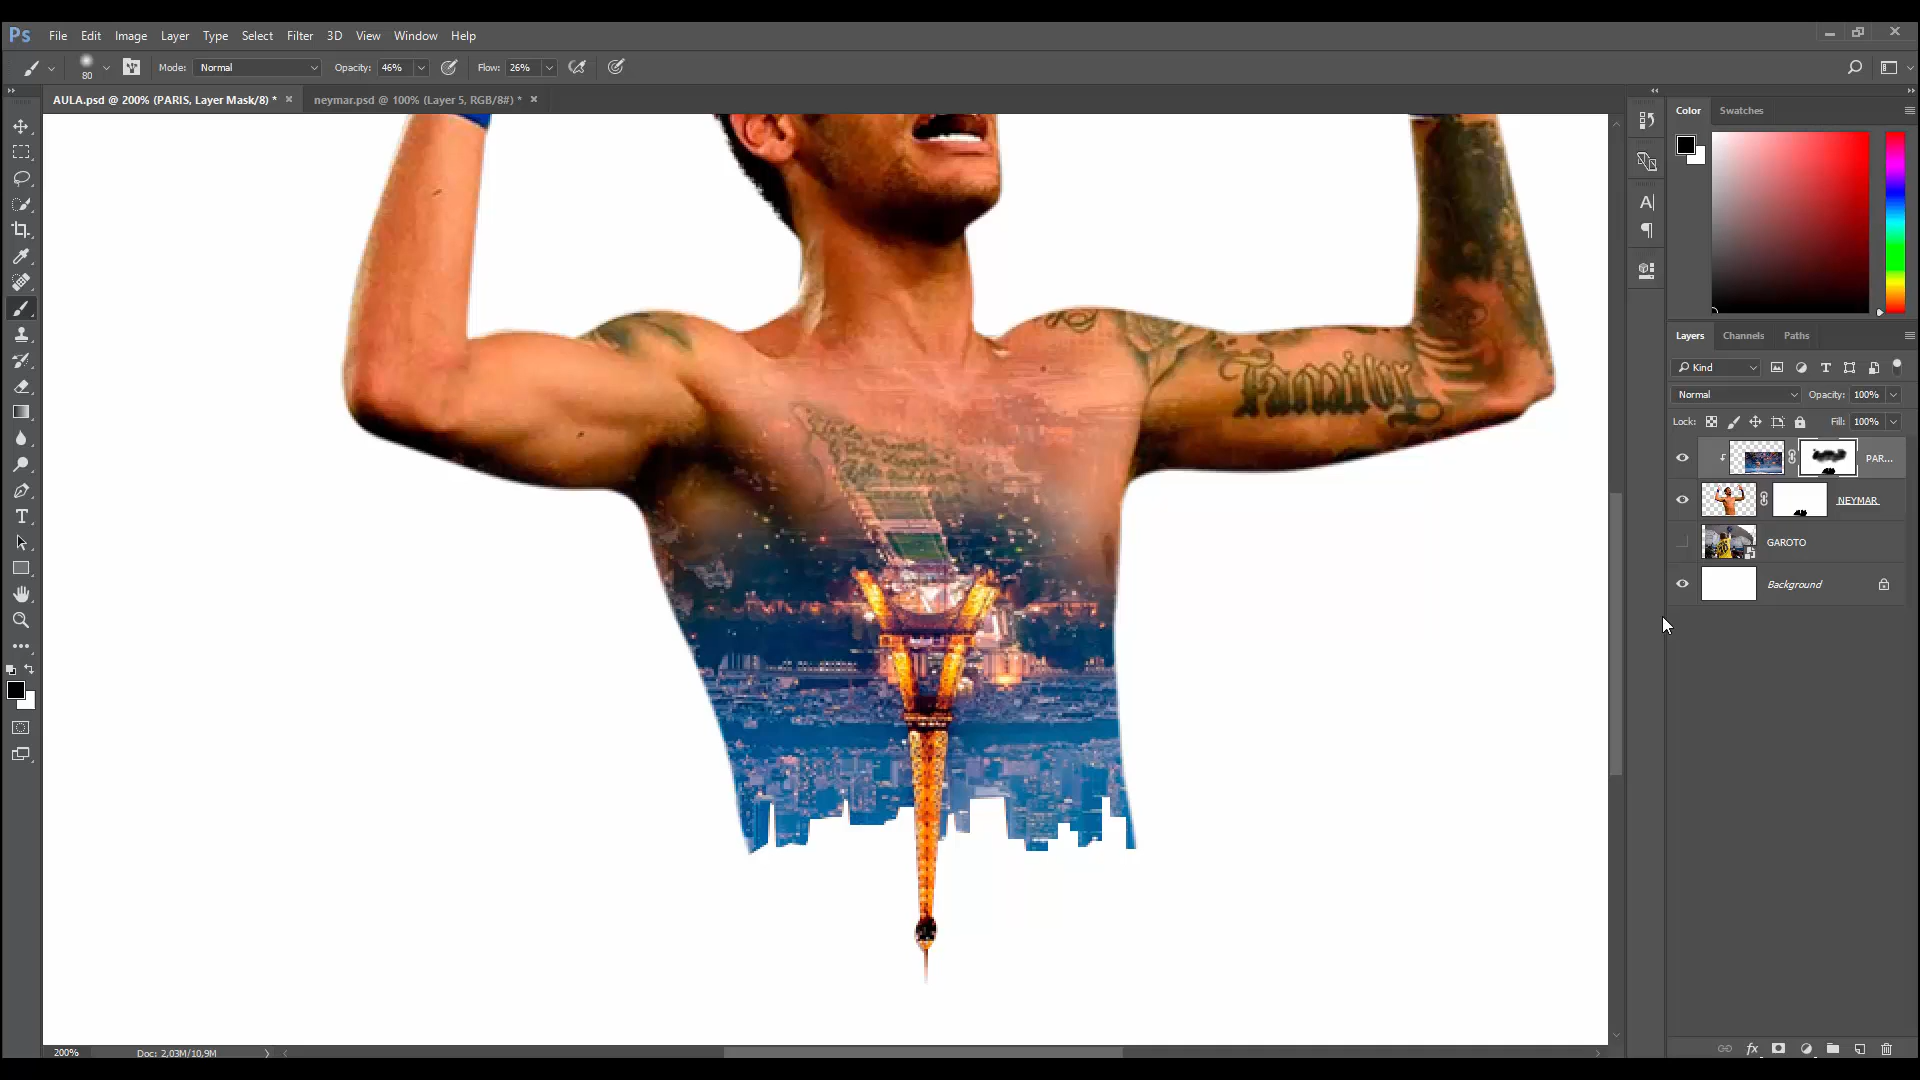 Ps File Edit Image Layer Type Select Filter 3D View Window Help
80 Mode: Normal Opacity: 46% Flow: 26%
AULA.psd @ 200% (PARIS, Layer Mask/8) * × neymar.psd @ 100% (Layer 5, RGB/8#) * ×
Color Swatches
Layers Channels Paths
Kind
Normal Opacity: 100%
Lock: Fill: 100%
PAR...
NEYMAR
GAROTO
Background
Family
200% Doc: 2,03M/10,9M